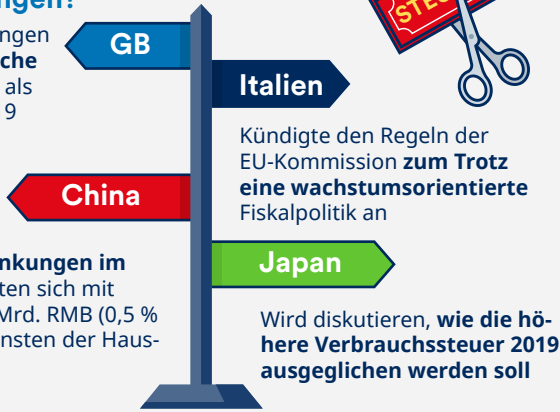 ngen?
ngen
che
als
9
GB
Italien
Kündigte den Regeln der
EU-Kommission zum Trotz
eine wachstumsorientierte
Fiskalpolitik an
China
nkungen im
ten sich mit
Mrd. RMB (0,5 %
nsten der Haus-
Japan
Wird diskutieren, wie die hö-
here Verbrauchssteuer 2019
ausgeglichen werden soll
STEU